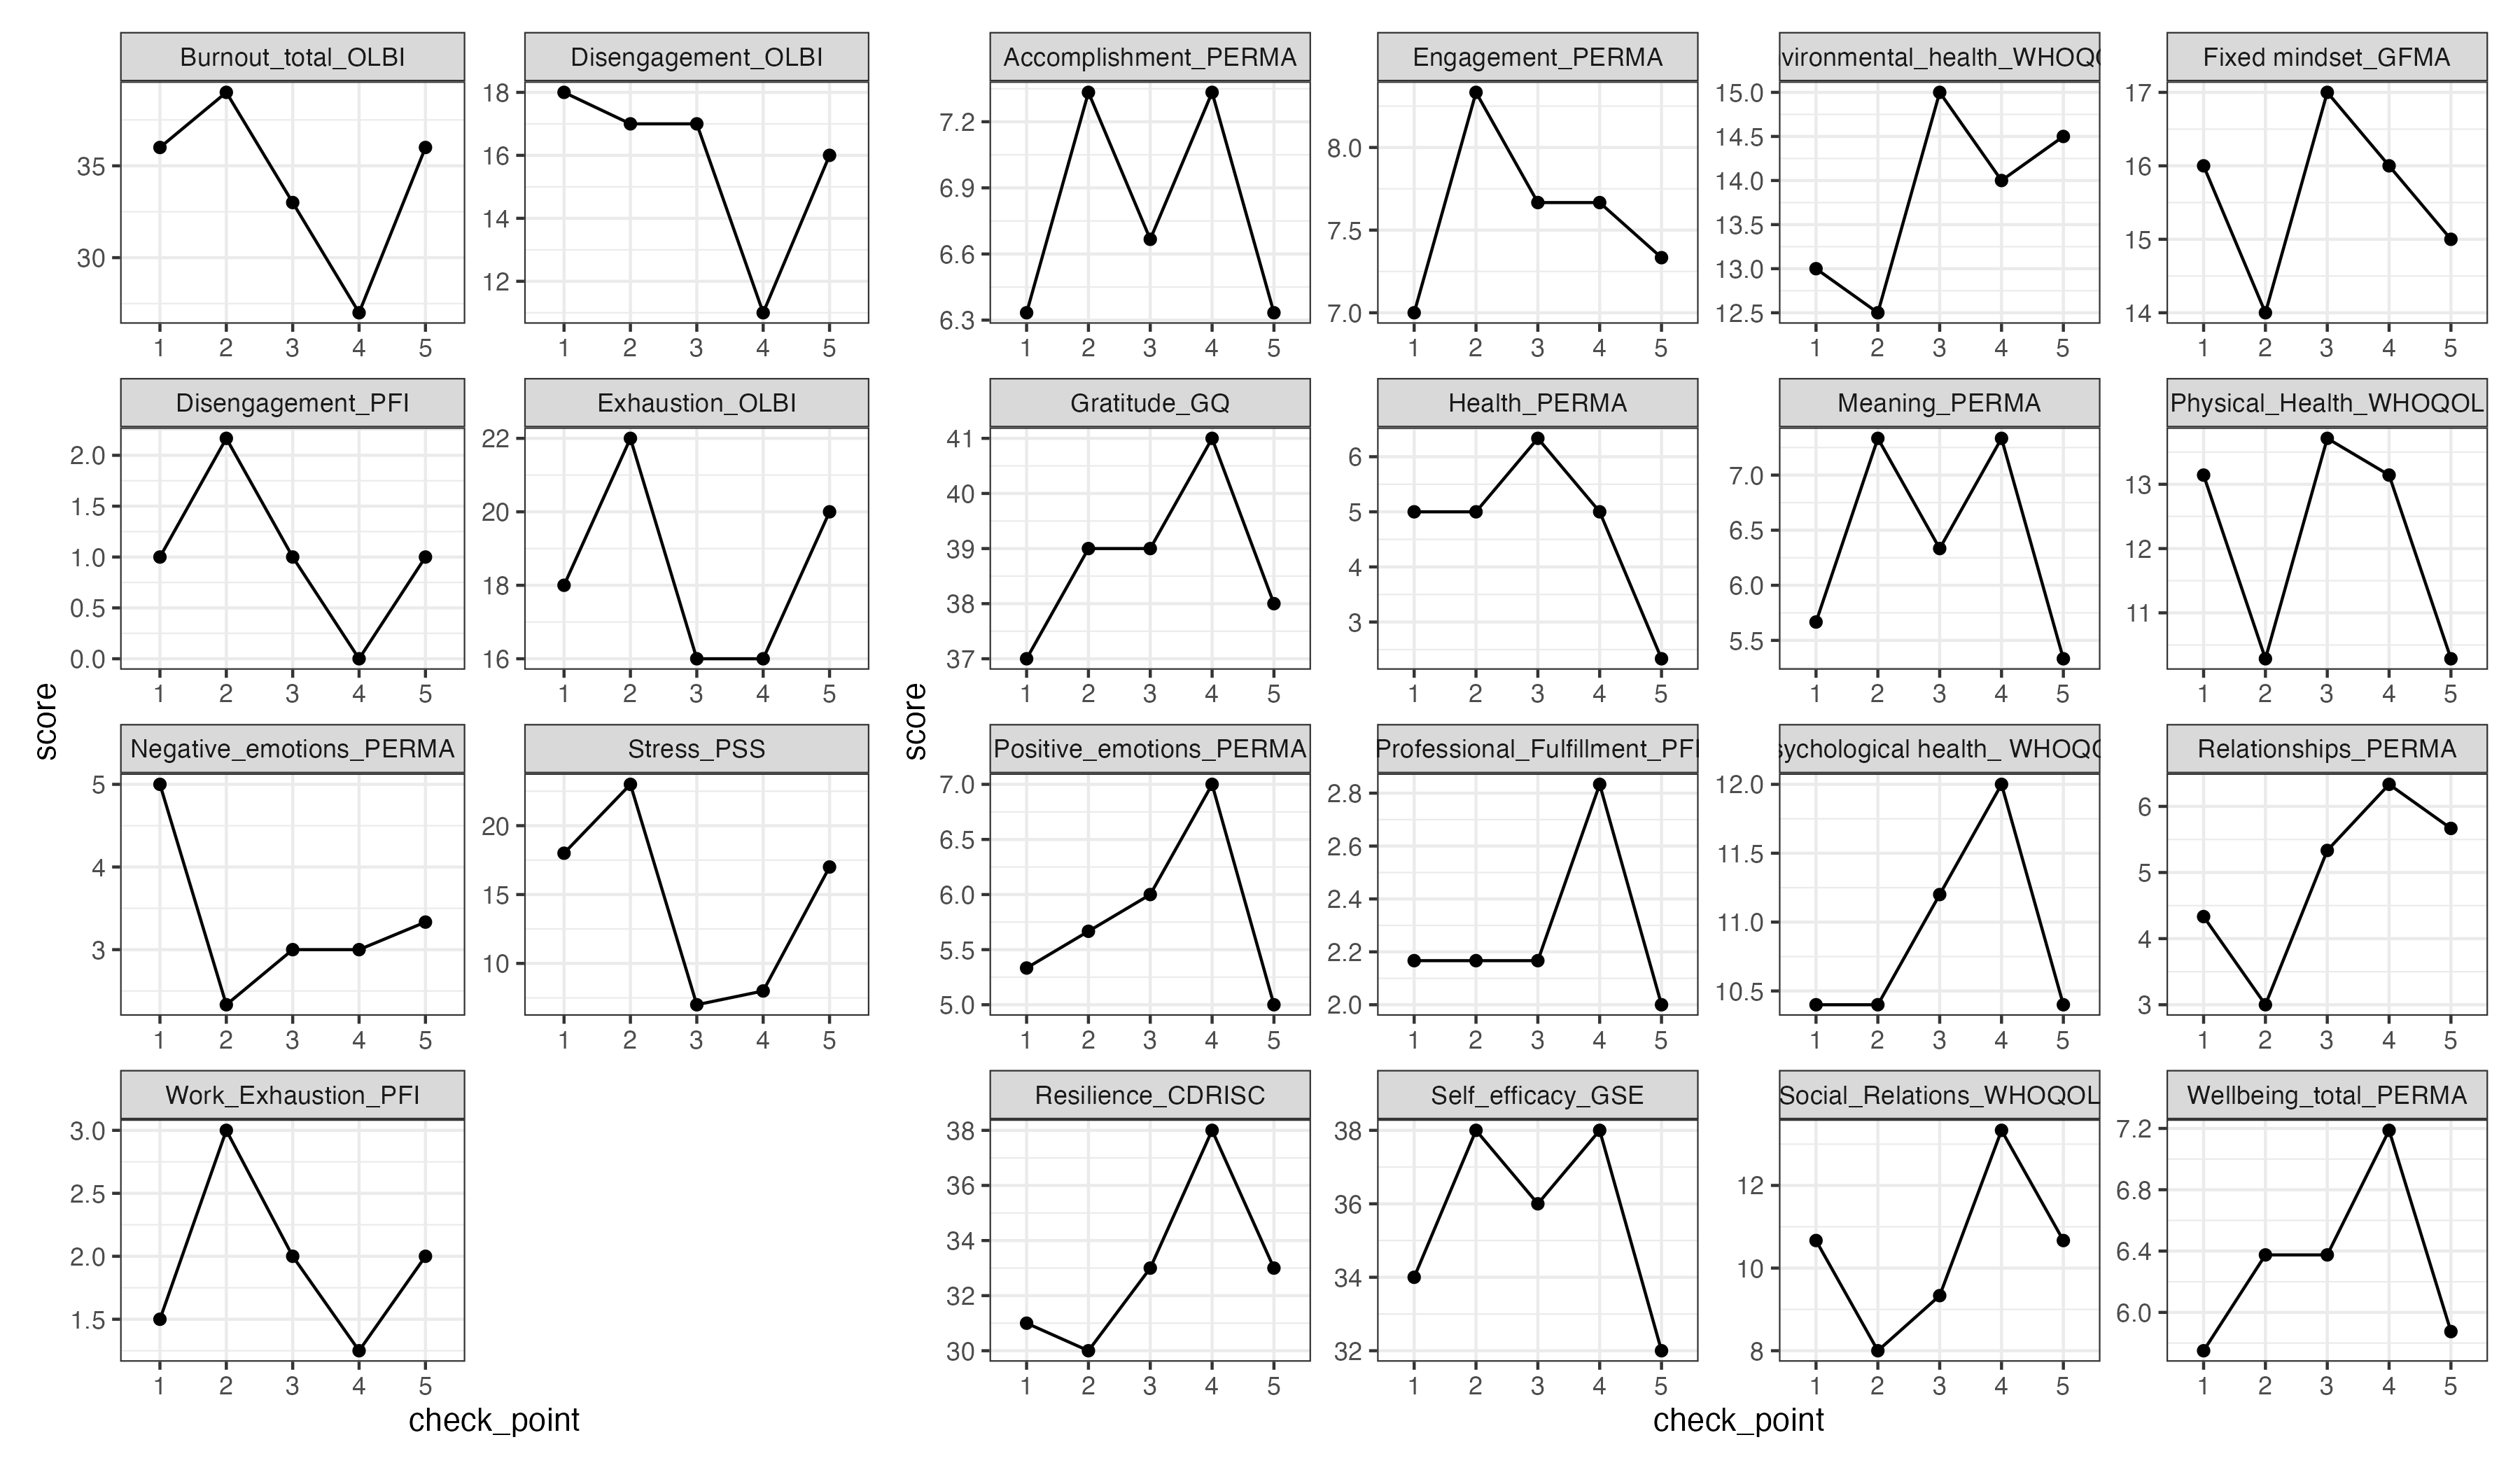 Burnout_total_OLBI
Disengagement_OLBI
35
30
1 2 3 4 5
18
16
14
12
1 2 3 4 5
Disengagement_PFI
Exhaustion_OLBI
2.0
1.5
1.0
0.5
0.0
1 2 3 4 5
22
20
18
16
1 2 3 4 5
Negative_emotions_PERMA
Stress_PSS
5
4
3
1 2 3 4 5
20
15
10
1 2 3 4 5
Work_Exhaustion_PFI
3.0
2.5
2.0
1.5
1 2 3 4 5
score
check_point
Accomplishment_PERMA
Engagement_PERMA
vironmental_health_WHOQO
Fixed mindset_GFMA
7.2
6.9
6.6
6.3
1 2 3 4 5
8.0
7.5
7.0
1 2 3 4 5
15.0
14.5
14.0
13.5
13.0
12.5
1 2 3 4 5
17
16
15
14
1 2 3 4 5
Gratitude_GQ
Health_PERMA
Meaning_PERMA
Physical_Health_WHOQOL
41
40
39
38
37
1 2 3 4 5
6
5
4
3
1 2 3 4 5
7.0
6.5
6.0
5.5
1 2 3 4 5
13
12
11
1 2 3 4 5
Positive_emotions_PERMA
Professional_Fulfillment_PFI
sychological health_ WHOQO
Relationships_PERMA
7.0
6.5
6.0
5.5
5.0
1 2 3 4 5
2.8
2.6
2.4
2.2
2.0
1 2 3 4 5
12.0
11.5
11.0
10.5
1 2 3 4 5
6
5
4
3
1 2 3 4 5
Resilience_CDRISC
Self_efficacy_GSE
Social_Relations_WHOQOL
Wellbeing_total_PERMA
38
36
34
32
30
1 2 3 4 5
38
36
34
32
1 2 3 4 5
12
10
8
1 2 3 4 5
7.2
6.8
6.4
6.0
1 2 3 4 5
score
check_point